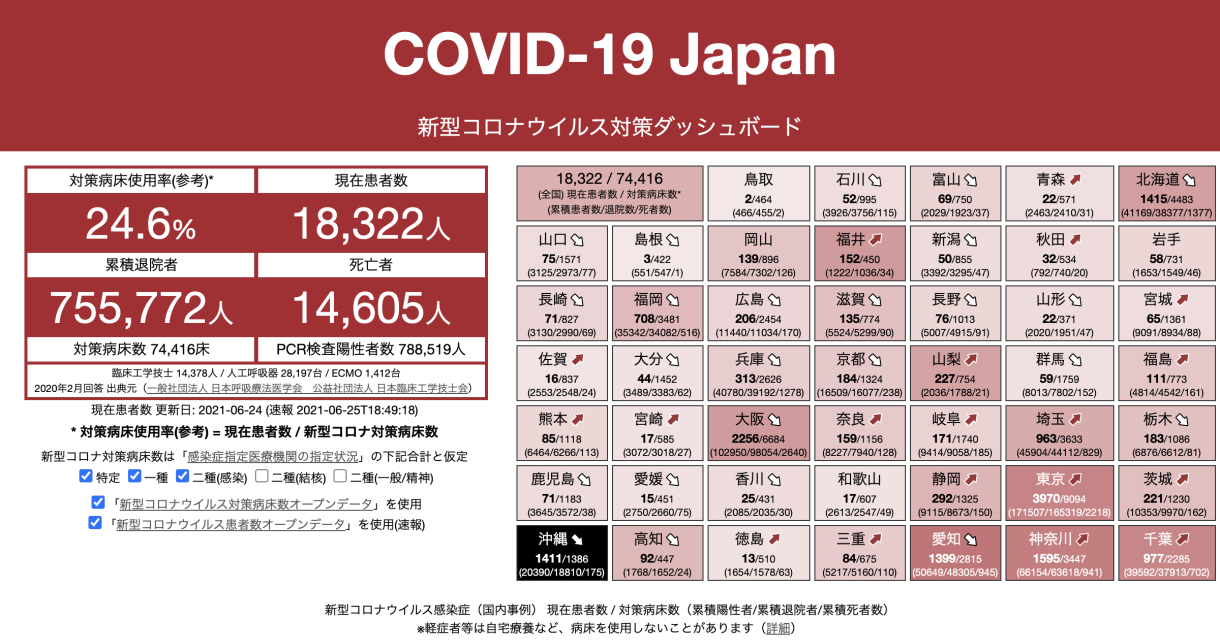 COVID-19 Japan
新型コロナウイルス対策ダッシュボード
対策病床使用率(参考)*
現在患者数
24.6%
18,322人
累積退院者
死亡者
755,772人
14,605人
対策病床数 74,416床
PCR検査陽性者数 788,519人
臨床工学技士 14,378人 / 人工呼吸器 28,197台 / ECMO 1,412台
2020年2月回答 出典元（一般社団法人 日本呼吸療法医学会　公益社団法人 日本臨床工学技士会）
現在患者数 更新日: 2021-06-24 (速報 2021-06-25T18:49:18)
* 対策病床使用率(参考) = 現在患者数 / 新型コロナ対策病床数
新型コロナ対策病床数は「感染症指定医療機関の指定状況」の下記合計と仮定
特定 一種 二種(感染) 二種(結核) 二種(一般/精神)
「新型コロナウイルス対策病床数オープンデータ」を使用
「新型コロナウイルス患者数オープンデータ」を使用(速報)
18,322 / 74,416
(全国) 現在患者数 / 対策病床数*
(累積患者数/退院数/死者数)
鳥取
2/464
(466/455/2)
石川
52/995
(3926/3756/115)
富山
69/750
(2029/1923/37)
青森
22/571
(2463/2410/31)
北海道
1415/4483
(41169/38377/1377)
山口
75/1571
(3125/2973/77)
島根
3/422
(551/547/1)
岡山
139/896
(7584/7302/126)
福井
152/450
(1222/1036/34)
新潟
50/855
(3392/3295/47)
秋田
32/534
(792/740/20)
岩手
58/731
(1653/1549/46)
長崎
71/827
(3130/2990/69)
福岡
708/3481
(35342/34082/516)
広島
206/2454
(11440/11034/170)
滋賀
135/774
(5524/5299/90)
長野
76/1013
(5007/4915/91)
山形
22/371
(2020/1951/47)
宮城
65/1361
(9091/8934/88)
佐賀
16/837
(2553/2548/24)
大分
44/1452
(3489/3383/62)
兵庫
313/2626
(40780/39192/1278)
京都
184/1324
(16509/16077/238)
山梨
227/754
(2036/1788/21)
群馬
59/1759
(8013/7802/152)
福島
111/773
(4814/4542/161)
熊本
85/1118
(6464/6266/113)
宮崎
17/585
(3072/3018/27)
大阪
2256/6684
(102950/98054/2640)
奈良
159/1156
(8227/7940/128)
岐阜
171/1740
(9414/9058/185)
埼玉
963/3633
(45904/44112/829)
栃木
183/1086
(6876/6612/81)
鹿児島
71/1183
(3645/3572/38)
愛媛
15/451
(2750/2660/75)
香川
25/431
(2085/2035/30)
和歌山
17/607
(2613/2547/49)
静岡
292/1325
(9115/8673/150)
東京
3970/9094
(171507/165319/2218)
茨城
221/1230
(10353/9970/162)
沖縄
1411/1386
(20390/18810/175)
高知
92/447
(1768/1652/24)
徳島
13/510
(1654/1578/63)
三重
84/675
(5217/5160/110)
愛知
1399/2815
(50649/48305/945)
神奈川
1595/3447
(66154/63618/941)
千葉
977/2285
(39592/37913/702)
新型コロナウイルス感染症（国内事例） 現在患者数 / 対策病床数（累積陽性者/累積退院者/累積死者数）
※軽症者等は自宅療養など、病床を使用しないことがあります（詳細）